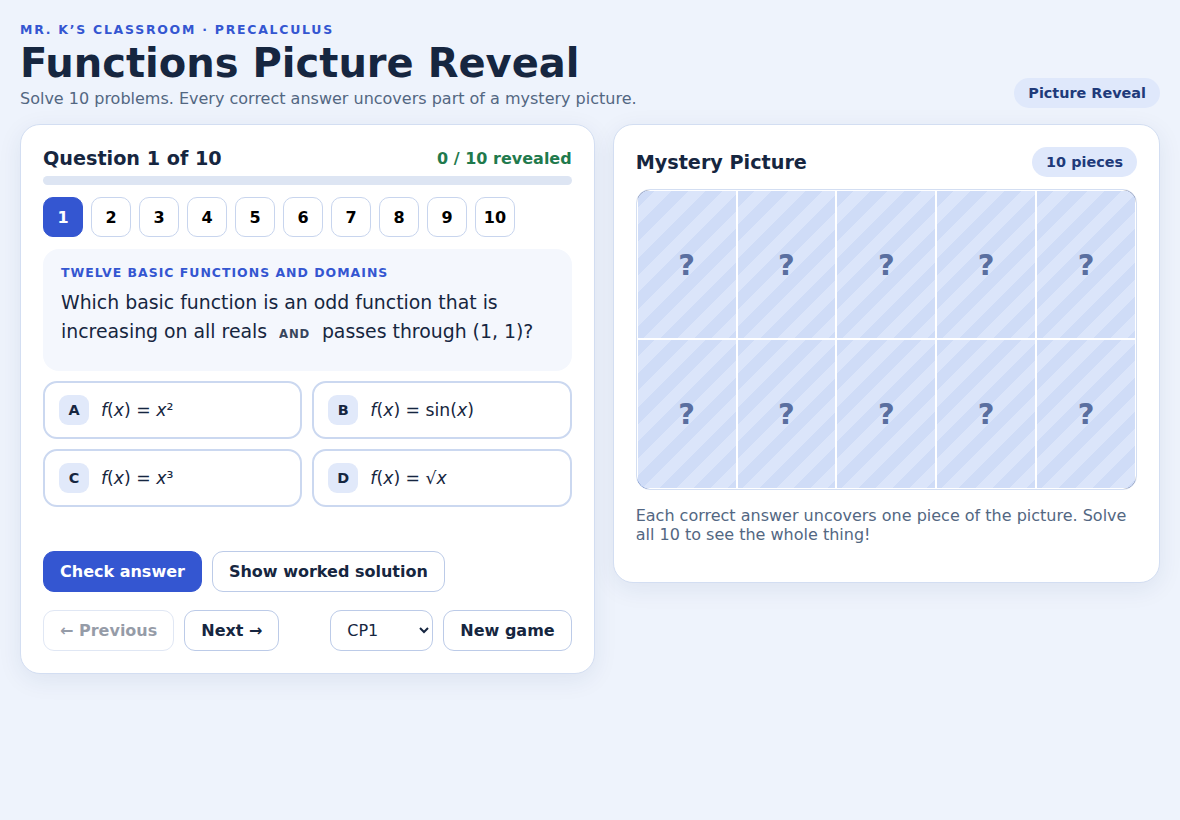 MR. K’S CLASSROOM · PRECALCULUS
Functions Picture Reveal
Solve 10 problems. Every correct answer uncovers part of a mystery picture.
Picture Reveal
Question 1 of 10
0 / 10 revealed
1 2 3 4 5 6 7 8 9 10
TWELVE BASIC FUNCTIONS AND DOMAINS
Which basic function is an odd function that is
increasing on all reals AND passes through (1, 1)?
A f(x) = x²
B f(x) = sin(x)
C f(x) = x³
D f(x) = √x
Check answer
Show worked solution
← Previous
Next →
CP1
New game
Mystery Picture
10 pieces
? ? ? ? ?
? ? ? ? ?
Each correct answer uncovers one piece of the picture. Solve
all 10 to see the whole thing!